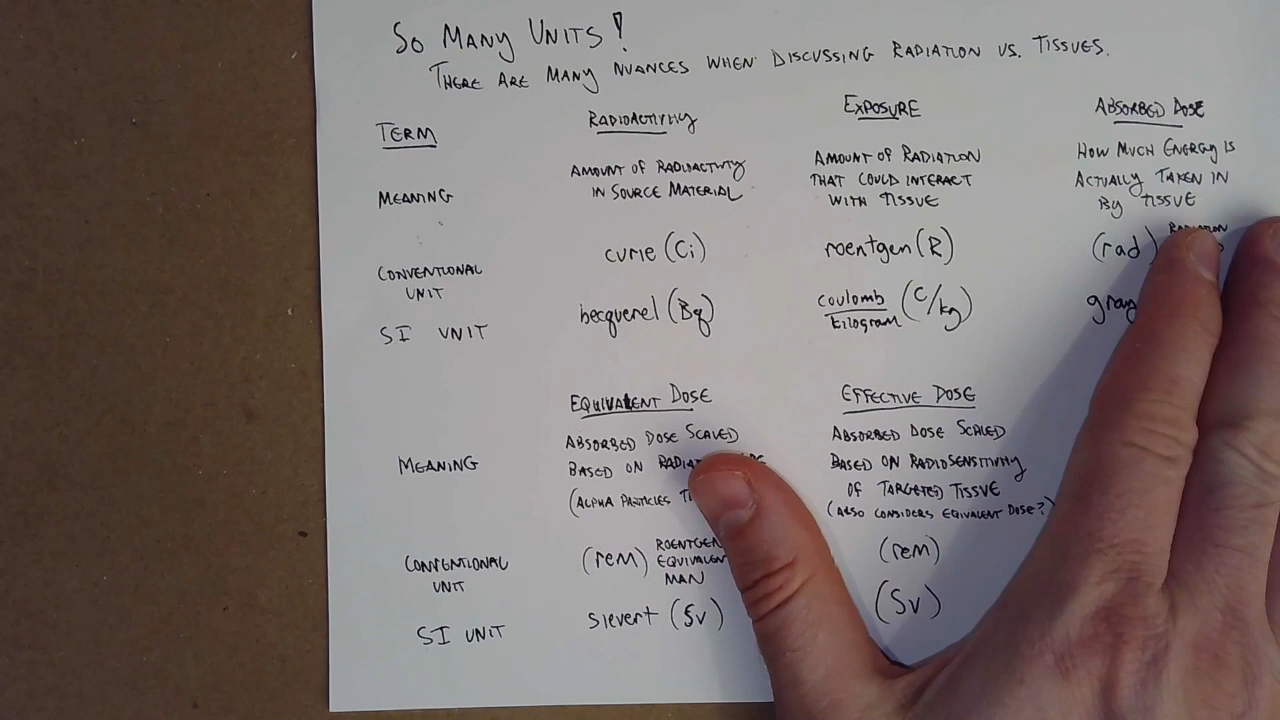 So Many Units!
There are many nuances when discussing radiation vs. tissues.
Term
Radioactivity
Exposure
Absorbed Dose
Meaning
Amount of radioactivity
in source material
Amount of radiation
that could interact
with tissue
How much energy is
actually taken in
by tissue
Conventional
unit
curie (Ci)
roentgen (R)
(rad)
SI unit
becquerel (Bq)
coulomb
kilogram
(C/kg)
gray
Equivalent Dose
Effective Dose
Meaning
Absorbed dose scaled
based on
(alpha particles
Absorbed dose scaled
based on radiosensitivity
of targeted tissue
(also considers equivalent dose?)
Conventional
unit
(rem)
Roentgen
Equivalent
Man
(rem)
SI unit
sievert (Sv)
(Sv)